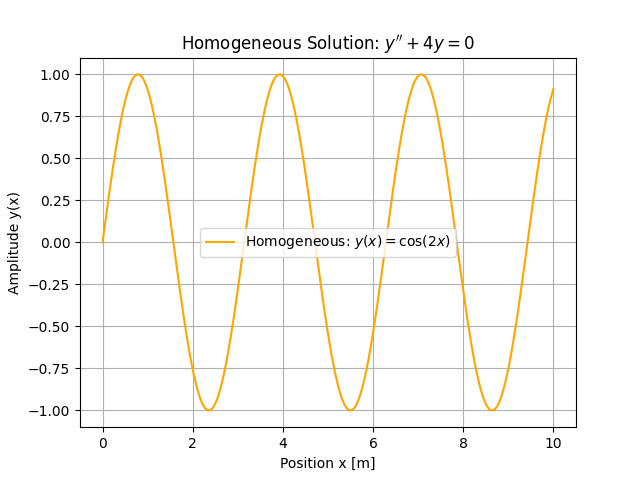 Homogeneous Solution: $y'' + 4y = 0$
1.00
0.75
0.50
0.25
0.00
−0.25
−0.50
−0.75
−1.00
Amplitude y(x)
Homogeneous: $y(x) = \cos(2x)$
0 2 4 6 8 10
Position x [m]